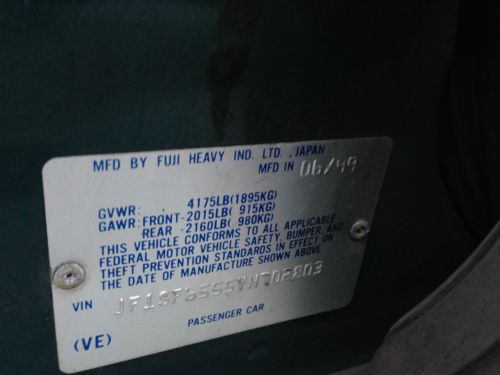 MFD BY FUJI HEAVY IND. LTD., JAPAN
MFD IN 06/99
GVWR: 4175LB(1895KG)
GAWR: FRONT-2015LB( 915KG)
REAR -2160LB( 980KG)
THIS VEHICLE CONFORMS TO ALL APPLICABLE
FEDERAL MOTOR VEHICLE SAFETY, BUMPER, AND
THEFT PREVENTION STANDARDS IN EFFECT ON
THE DATE OF MANUFACTURE SHOWN ABOVE
VIN
PASSENGER CAR
(VE)